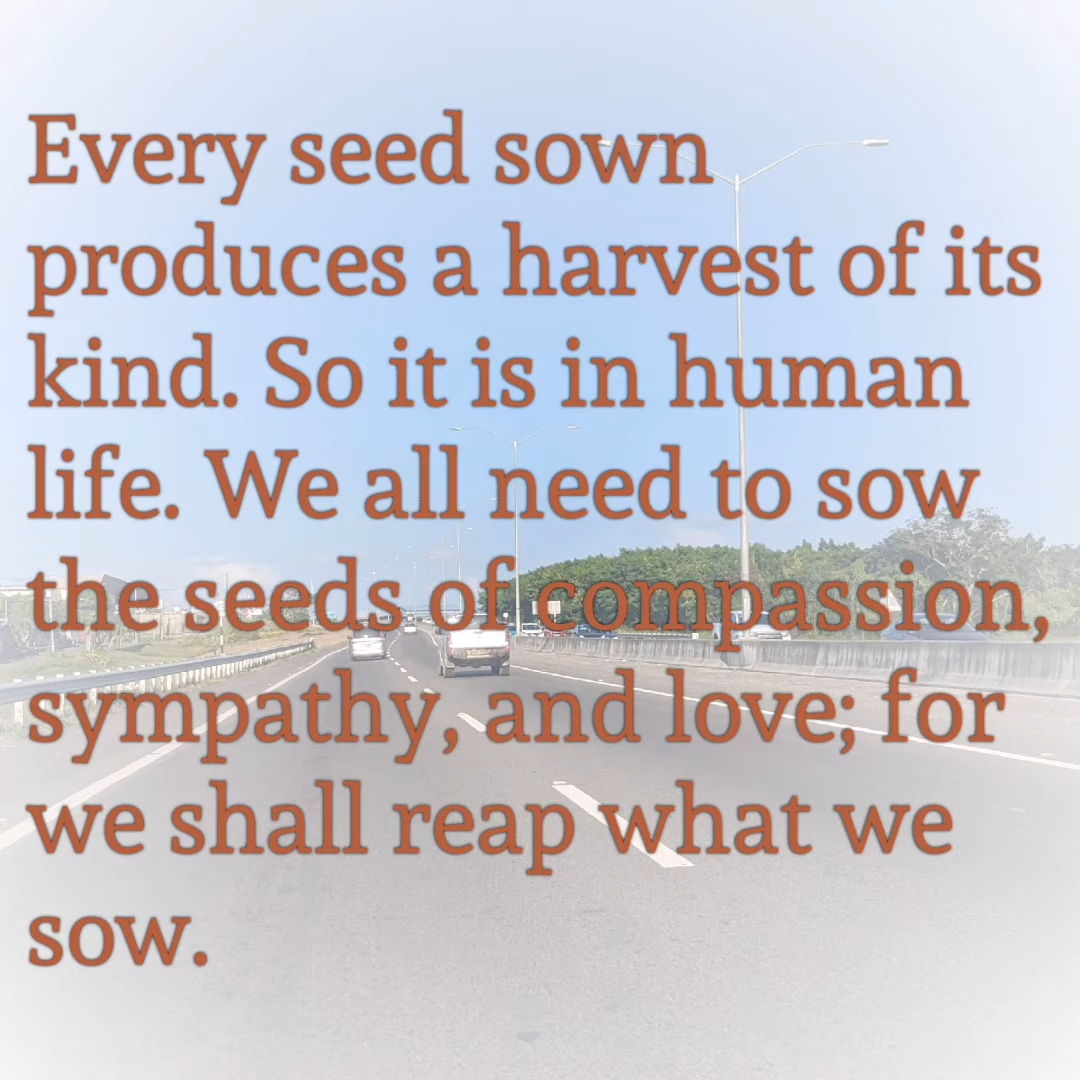 Every seed sown
produces a harvest of its
kind. So it is in human
life. We all need to sow
the seeds of compassion,
sympathy, and love; for
we shall reap what we
sow.